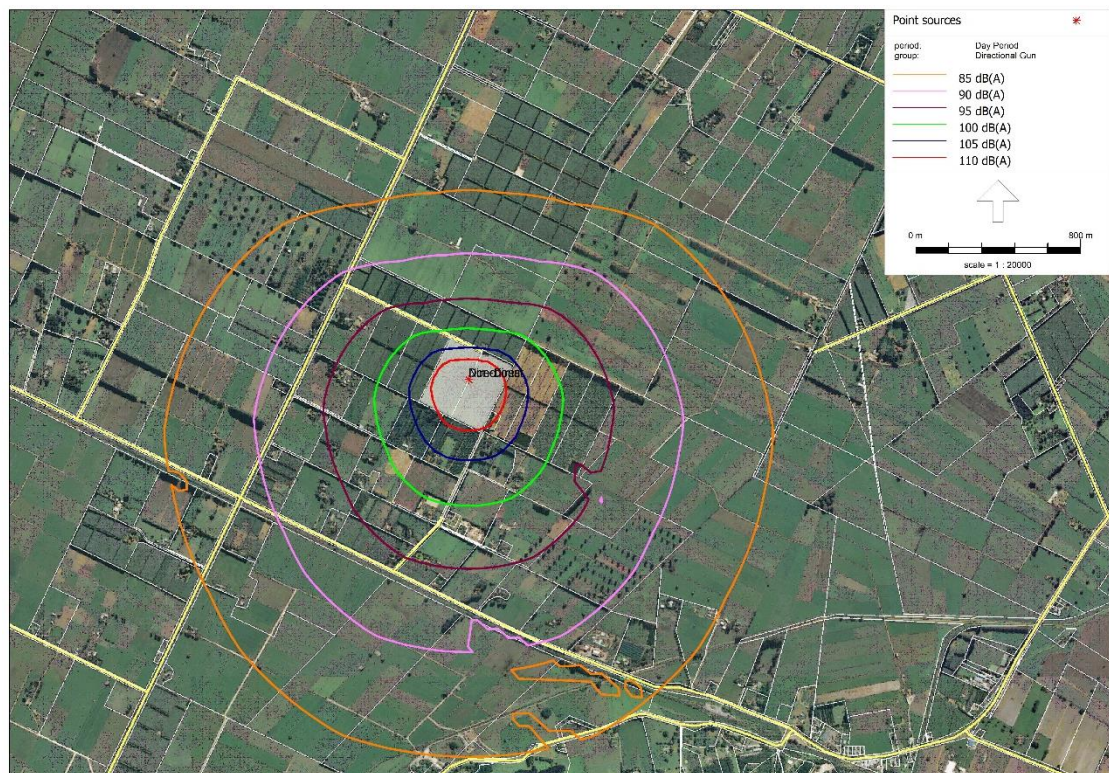 Point sources
period: Day Period
group: Directional Gun
85 dB(A)
90 dB(A)
95 dB(A)
100 dB(A)
105 dB(A)
110 dB(A)
0 m 800 m
scale = 1 : 20000